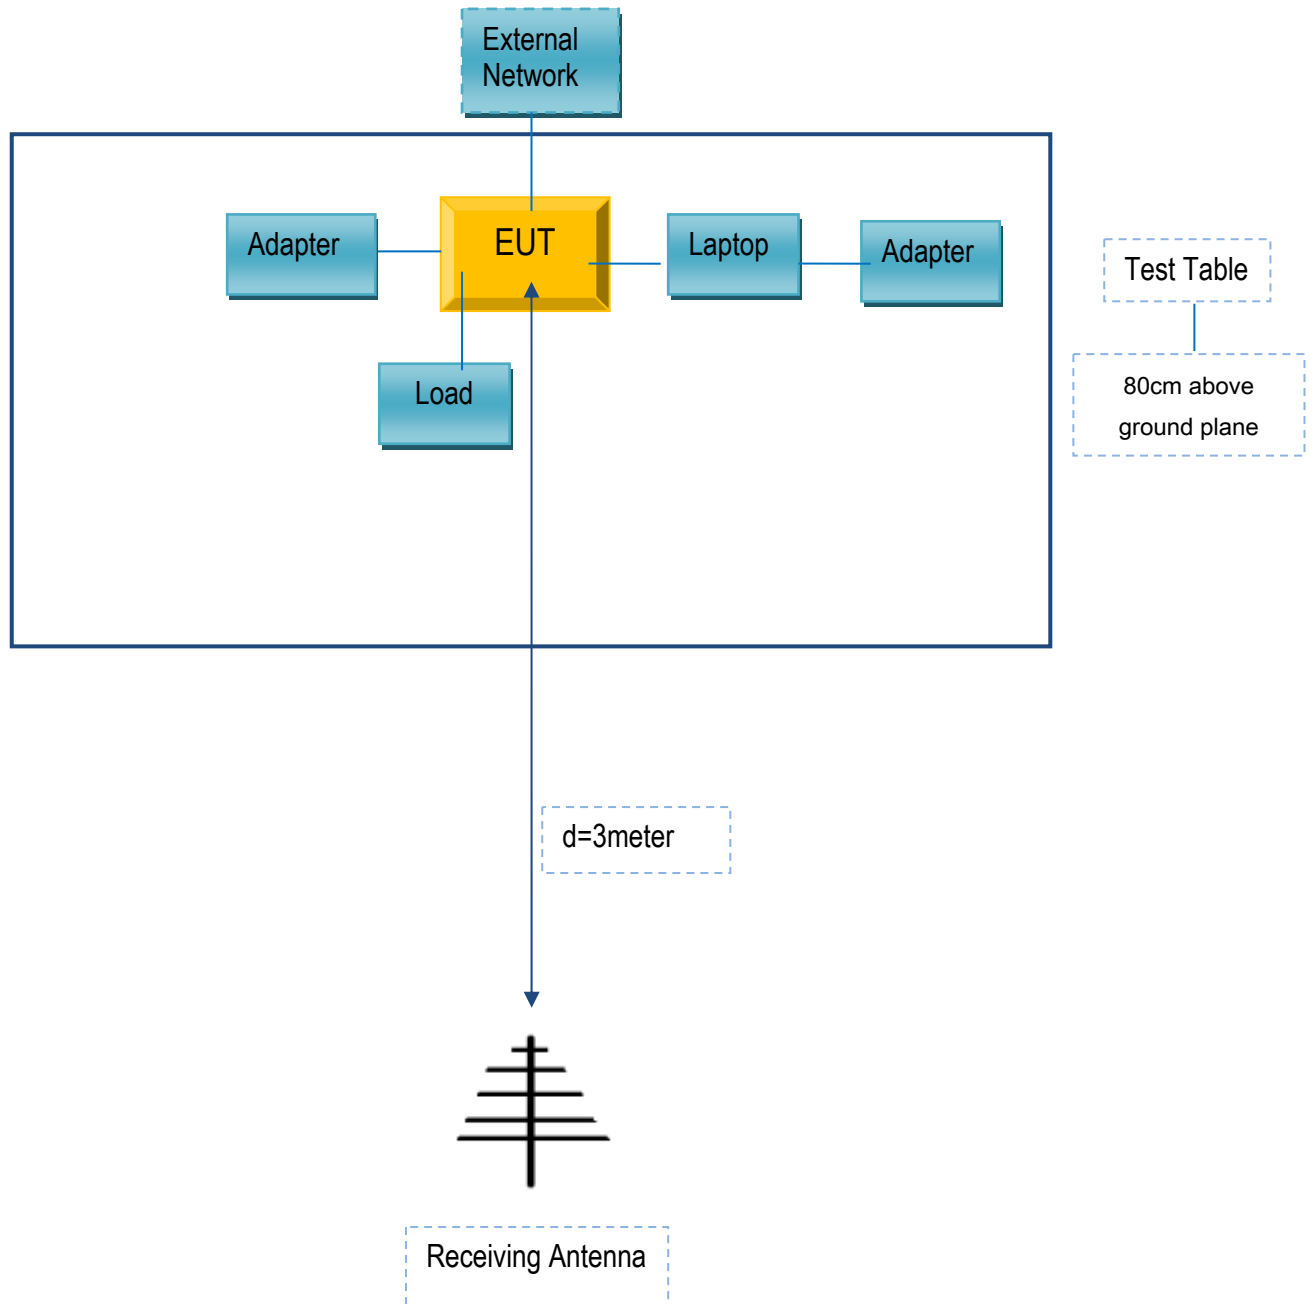 External
Network
Adapter
EUT
Laptop
Adapter
Test Table
Load
80cm above
ground plane
d=3meter
Receiving Antenna